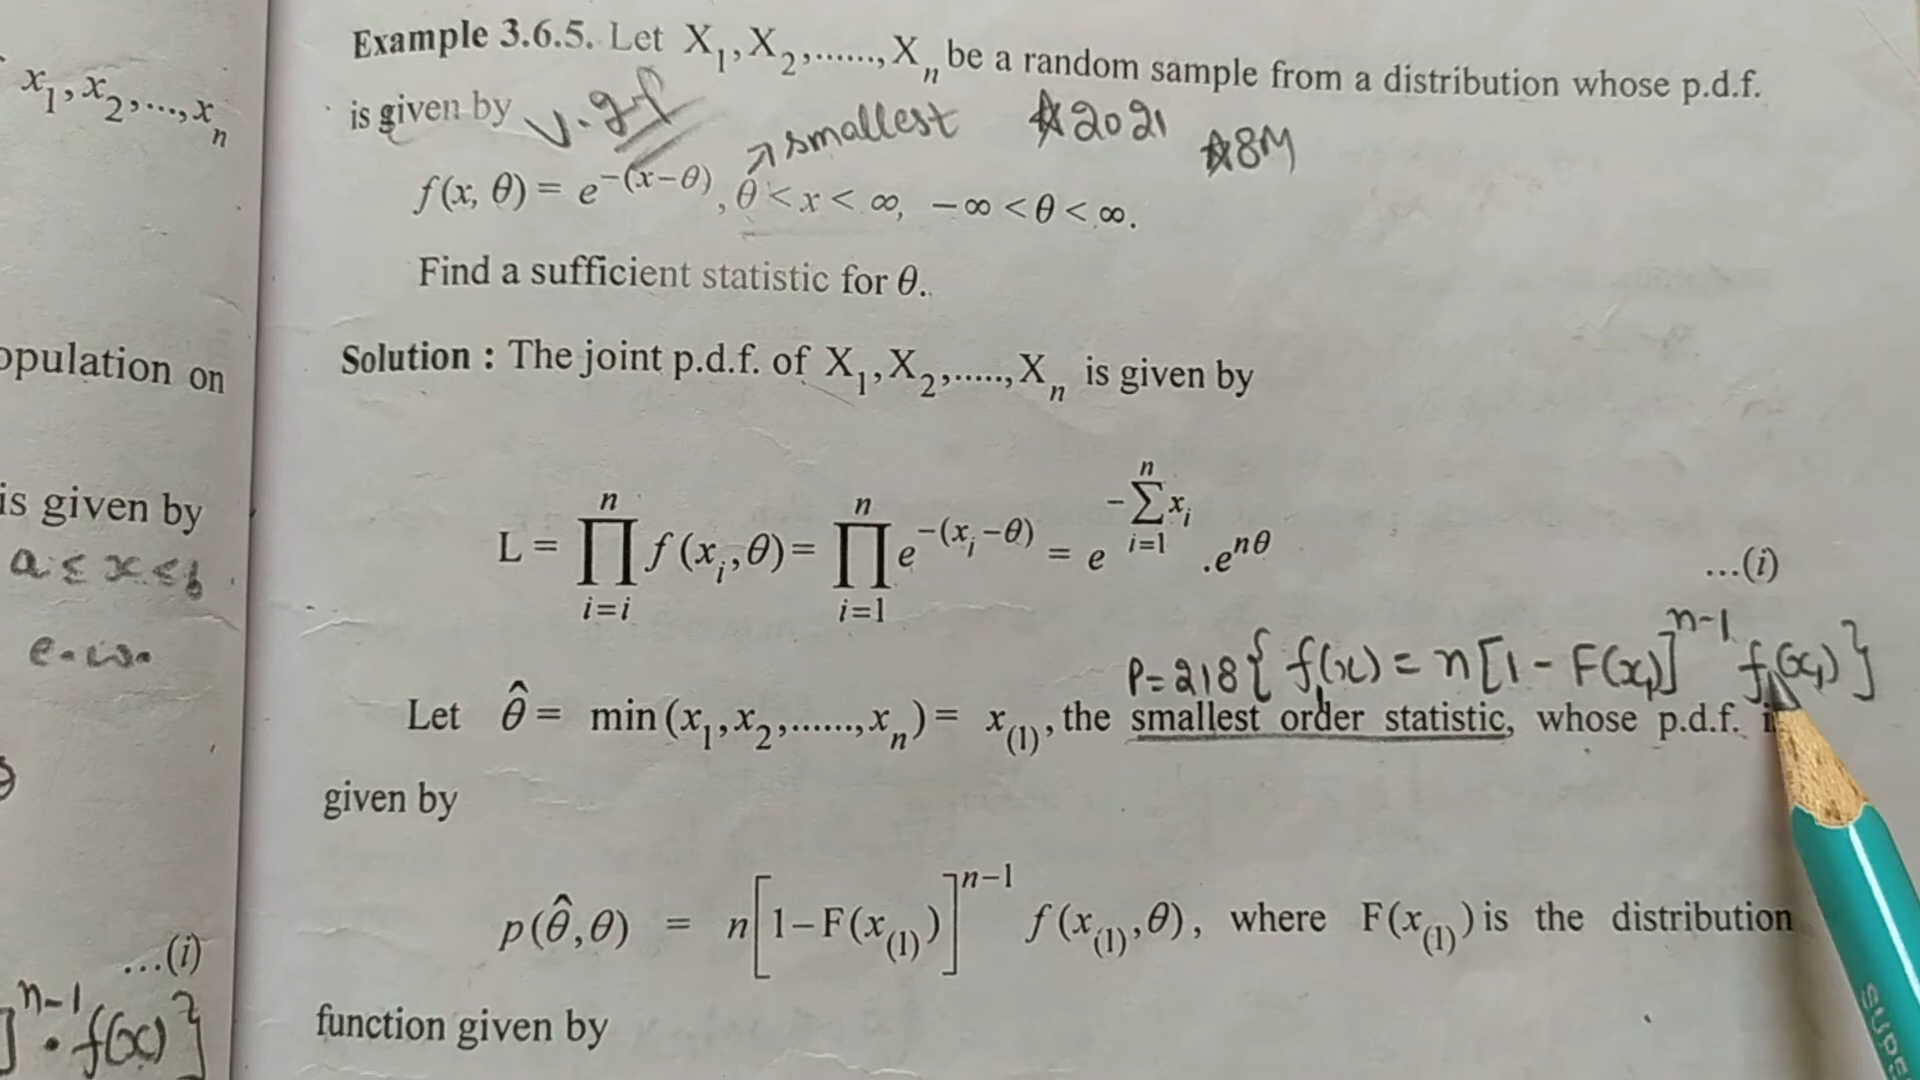 x₁, x₂, ..., xₙ
opulation on
is given by
a ≤ x ≤ b
e.w.
...(i)
]ⁿ⁻¹ · f(x)}
Example 3.6.5. Let X₁, X₂, ......, Xₙ be a random sample from a distribution whose p.d.f.
is given by
smallest ☆2021 ☆8M
f(x, θ) = e^{-(x-θ)}, θ < x < ∞, -∞ < θ < ∞.
Find a sufficient statistic for θ.
Solution : The joint p.d.f. of X₁, X₂, ....., Xₙ is given by
L = ∏_{i=i}^{n} f(xᵢ, θ) = ∏_{i=1}^{n} e^{-(xᵢ-θ)} = e^{-∑_{i=1}^{n} xᵢ} . e^{nθ} ...(i)
P=218 { f(x) = n[1 - F(x₁)]ⁿ⁻¹ f(x₁) }
Let θ̂ = min(x₁, x₂, ......, xₙ) = x₍₁₎, the smallest order statistic, whose p.d.f.
given by
p(θ̂, θ) = n[1-F(x₍₁₎)]ⁿ⁻¹ f(x₍₁₎, θ), where F(x₍₁₎) is the distribution
function given by
SUPE